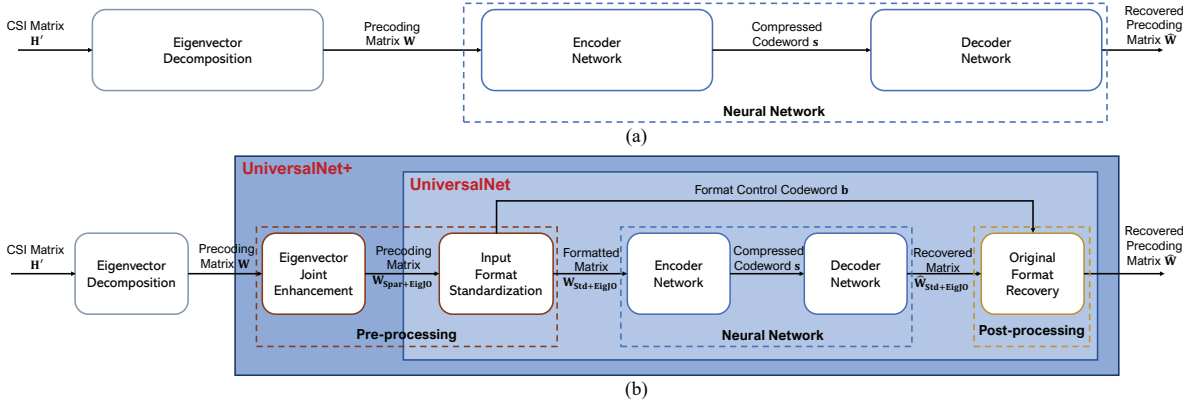 CSI Matrix
H′
Eigenvector
Decomposition
Precoding
Matrix W
Encoder
Network
Compressed
Codeword s
Decoder
Network
Recovered
Precoding
Matrix Ŵ
Neural Network
(a)
UniversalNet+
UniversalNet
Format Control Codeword b
CSI Matrix
H′
Eigenvector
Decomposition
Precoding
Matrix W
Eigenvector
Joint
Enhancement
Precoding
Matrix
W_Spar+EigJO
Input
Format
Standardization
Formatted
Matrix
W_Std+EigJO
Encoder
Network
Compressed
Codeword s
Decoder
Network
Recovered
Matrix
Ŵ_Std+EigJO
Original
Format
Recovery
Recovered
Precoding
Matrix Ŵ
Pre-processing
Neural Network
Post-processing
(b)